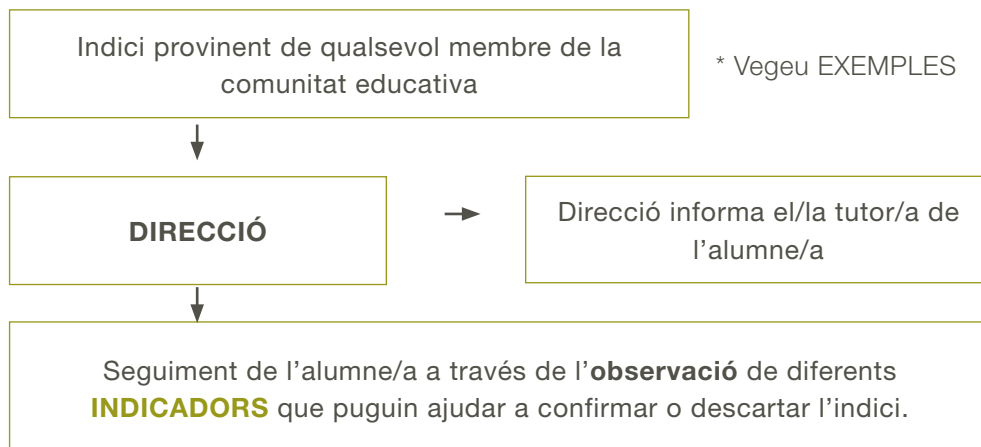 Indici provinent de qualsevol membre de la
comunitat educativa
* Vegeu EXEMPLES
DIRECCIÓ
Direcció informa el/la tutor/a de
l’alumne/a
Seguiment de l’alumne/a a través de l’observació de diferents
INDICADORS que puguin ajudar a confirmar o descartar l’indici.